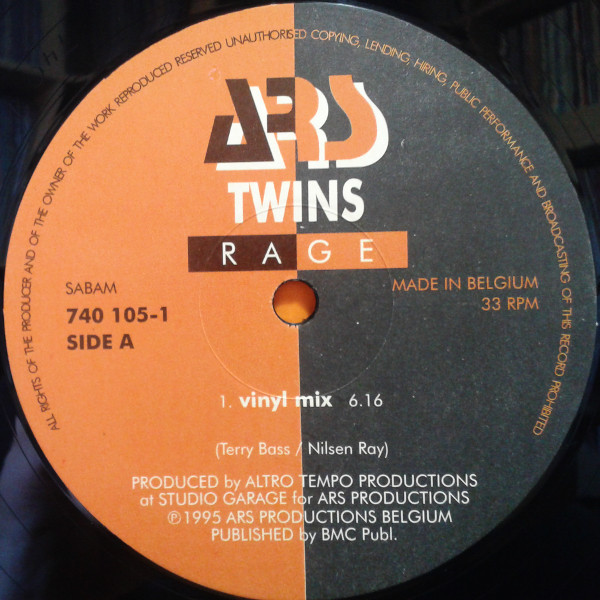 ALL RIGHTS OF THE PRODUCER AND OF THE OWNER OF THE WORK REPRODUCED RESERVED UNAUTHORISED COPYING, LENDING, HIRING, PUBLIC PERFORMANCE AND BROADCASTING OF THIS RECORD PROHIBITED
ARS
TWINS
RAGE
SABAM
740 105-1
SIDE A
MADE IN BELGIUM
33 RPM
1. vinyl mix 6.16
(Terry Bass / Nilsen Ray)
PRODUCED by ALTRO TEMPO PRODUCTIONS
at STUDIO GARAGE for ARS PRODUCTIONS
℗1995 ARS PRODUCTIONS BELGIUM
PUBLISHED by BMC Publ.